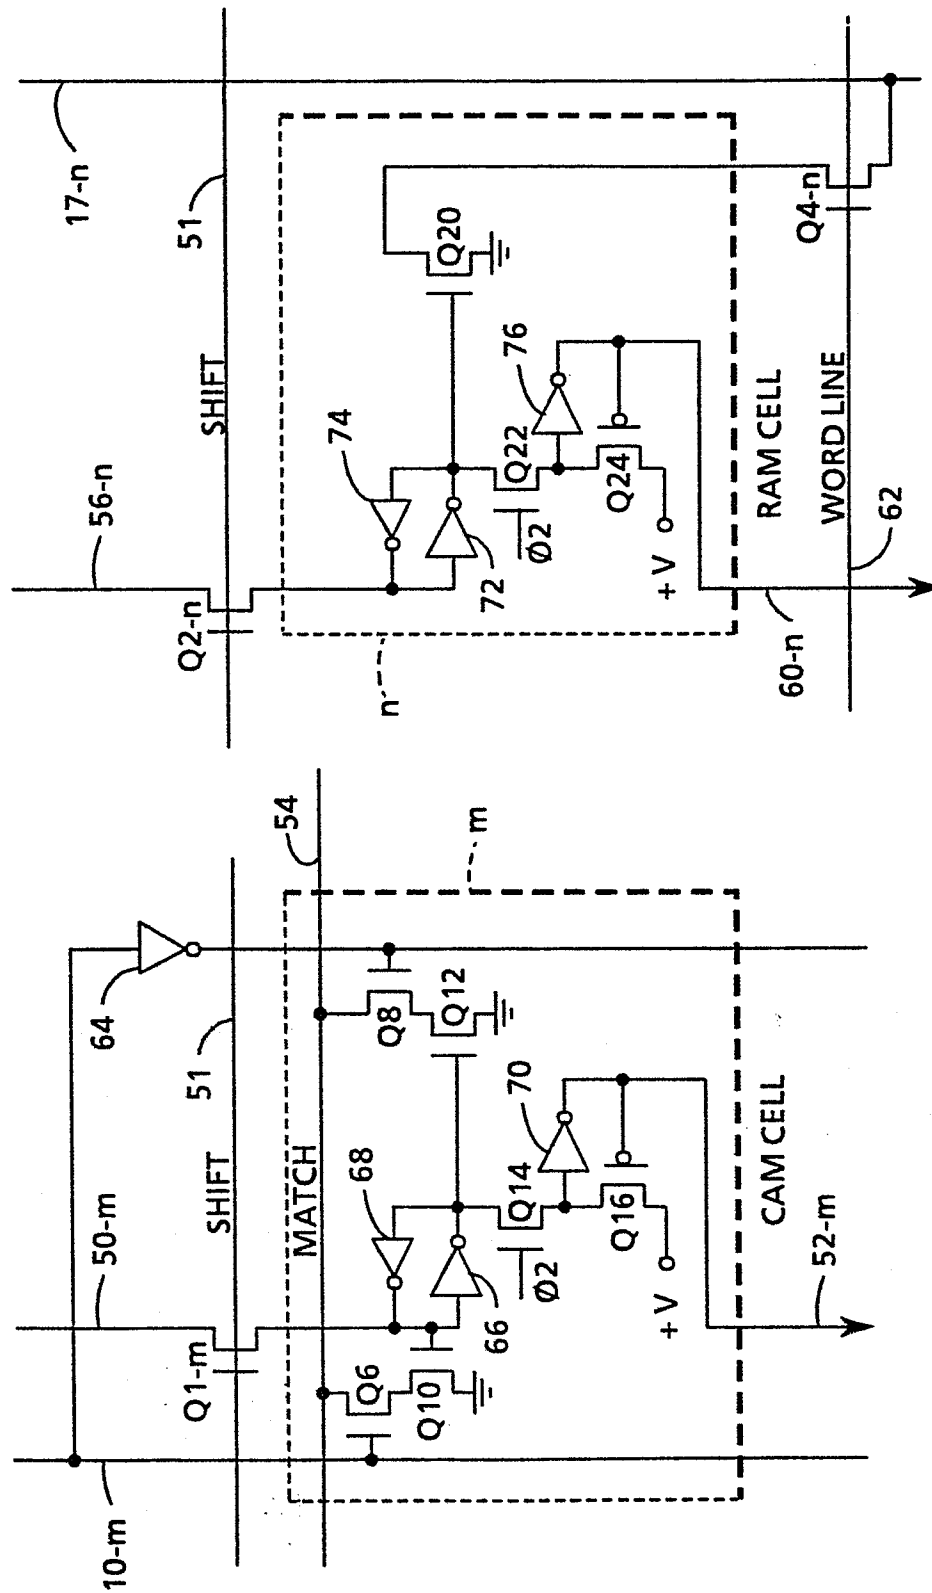 10-m
50-m
Q1-m
SHIFT
51
64
MATCH
54
Q6
Q10
68
66
Q8
Q12
Q14
Ø2
70
Q16
+V
m
CAM CELL
52-m
56-n
Q2-n
SHIFT
51
17-n
n
74
72
Q20
Q22
Ø2
76
Q24
+V
RAM CELL
60-n
WORD LINE
62
Q4-n